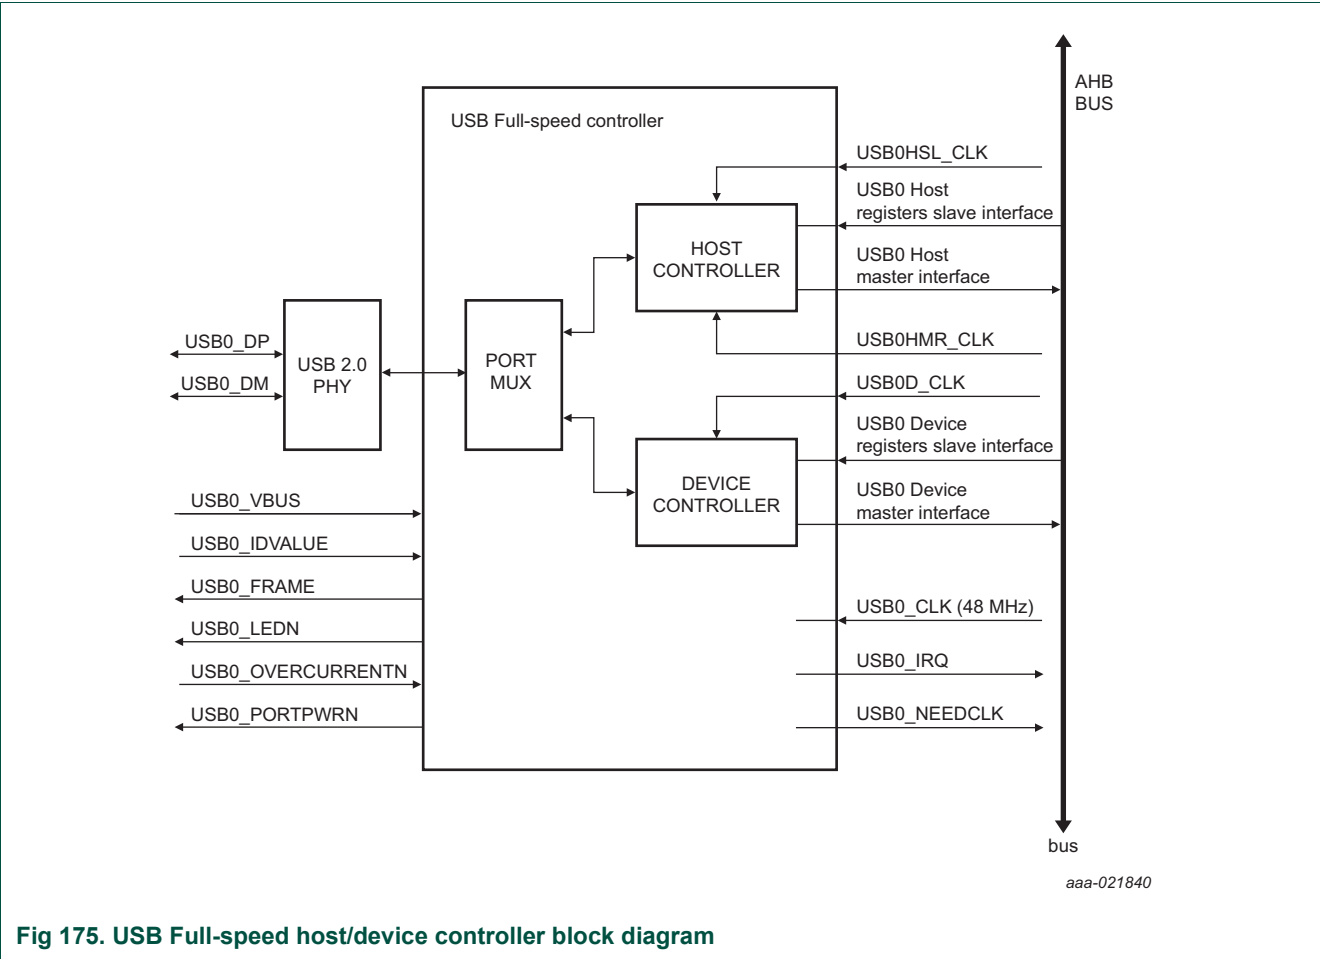 AHB
BUS
USB Full-speed controller
USB0HSL_CLK
USB0 Host
registers slave interface
HOST
CONTROLLER
USB0 Host
master interface
USB0_DP
USB0HMR_CLK
USB 2.0
PHY
PORT
MUX
USB0_DM
USB0D_CLK
USB0 Device
registers slave interface
DEVICE
CONTROLLER
USB0 Device
master interface
USB0_VBUS
USB0_IDVALUE
USB0_FRAME
USB0_CLK (48 MHz)
USB0_LEDN
USB0_IRQ
USB0_OVERCURRENTN
USB0_PORTPWRN
USB0_NEEDCLK
bus
aaa-021840
Fig 175. USB Full-speed host/device controller block diagram